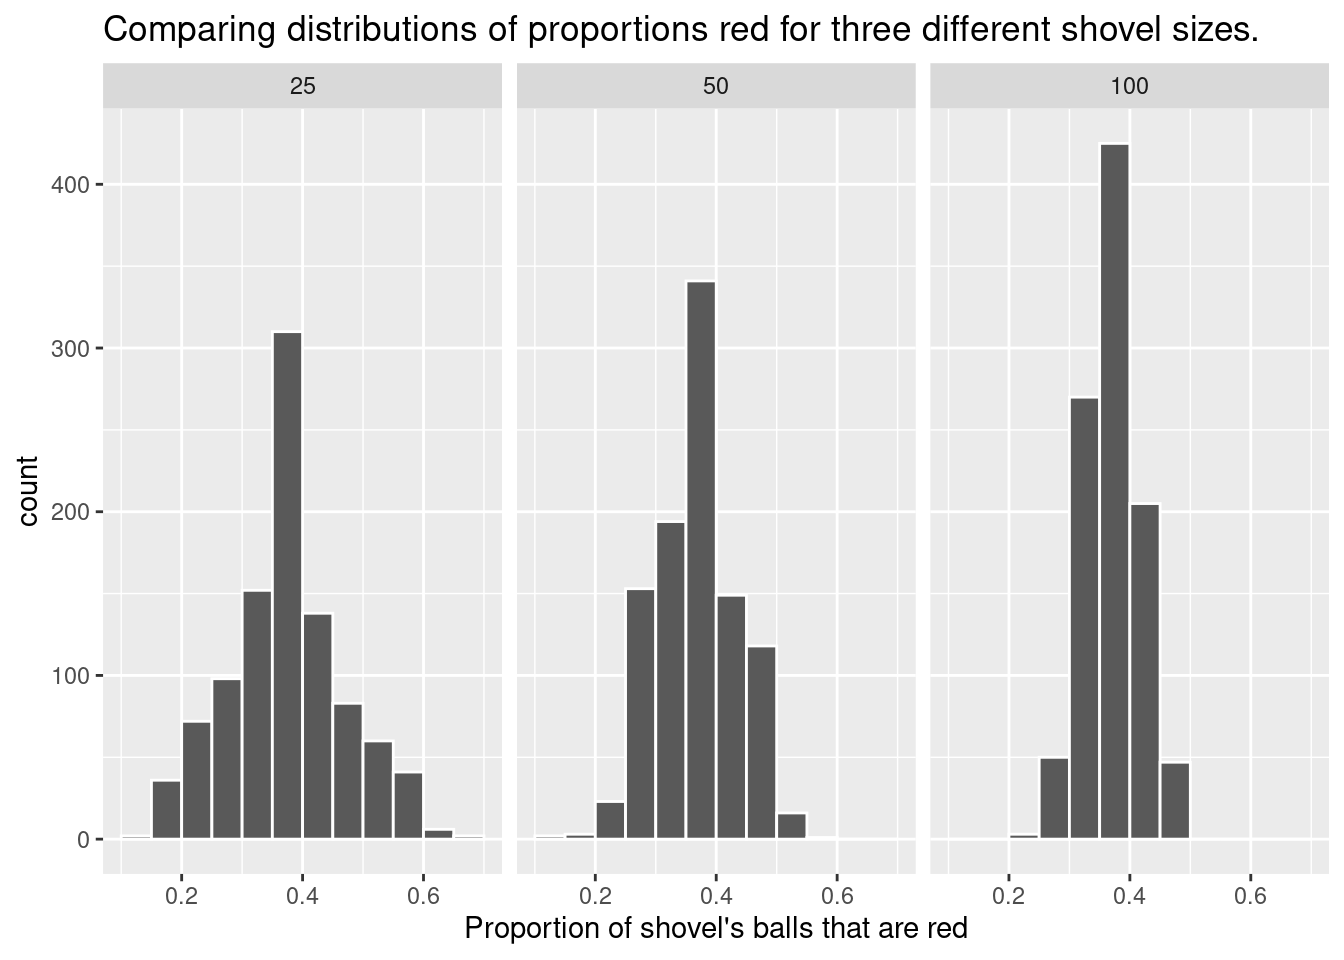 Comparing distributions of proportions red for three different shovel sizes.
25 50 100
400
300
200
100
0
count
0.2 0.4 0.6 0.2 0.4 0.6 0.2 0.4 0.6
Proportion of shovel's balls that are red